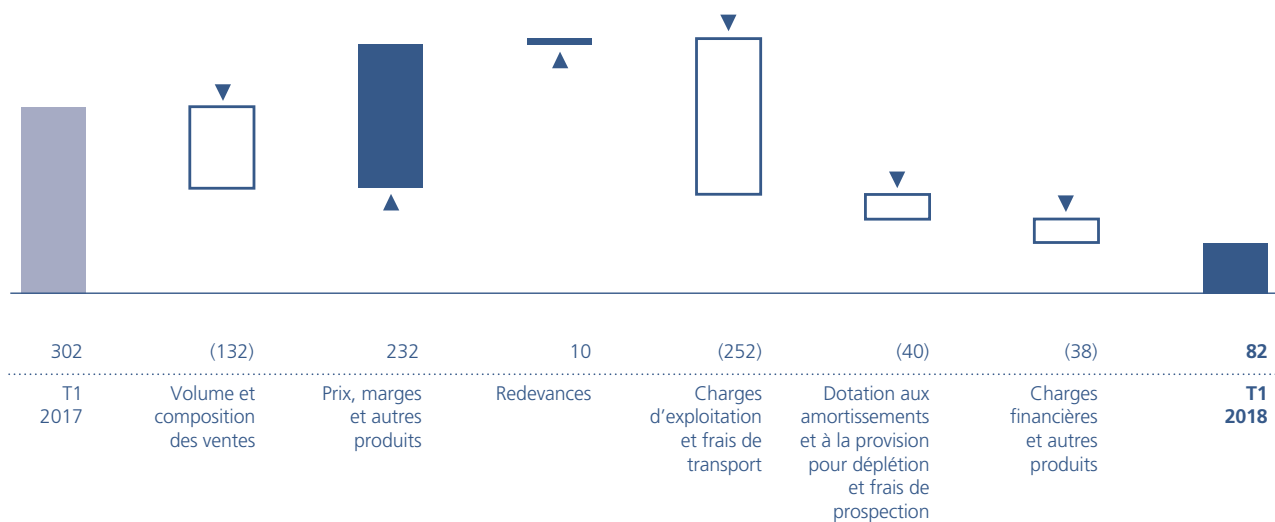 302 (132) 232 10 (252) (40) (38) 82
T1
2017
Volume et
composition
des ventes
Prix, marges
et autres
produits
Redevances
Charges
d’exploitation
et frais de
transport
Dotation aux
amortissements
et à la provision
pour déplétion
et frais de
prospection
Charges
financières
et autres
produits
T1
2018